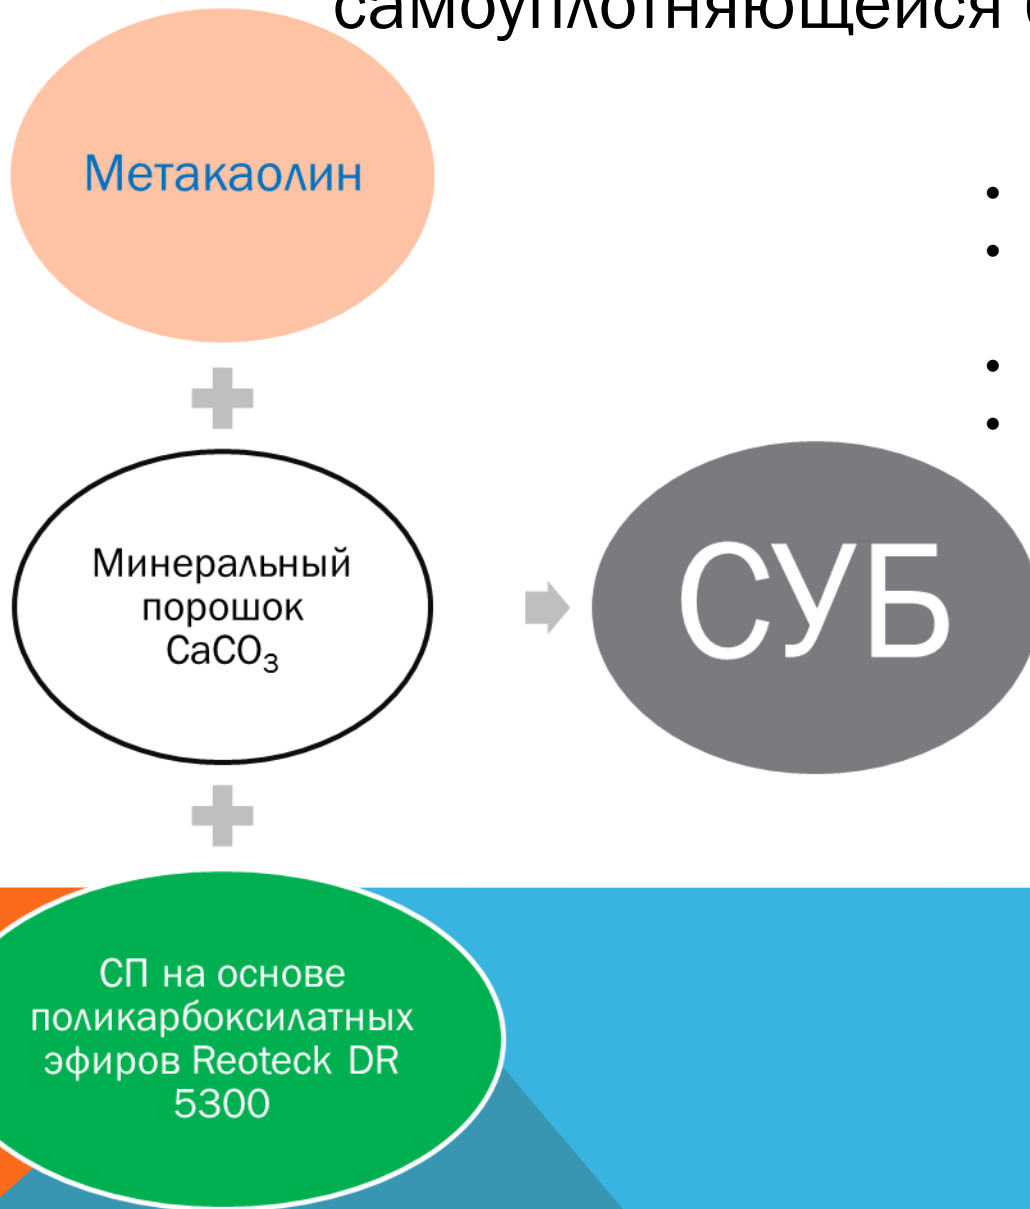 самоуплотняющейся
•
•
•
•
Метакаолин
Минеральный
порошок
CaCO₃
СУБ
СП на основе
поликарбоксилатных
эфиров Reoteck DR
5300